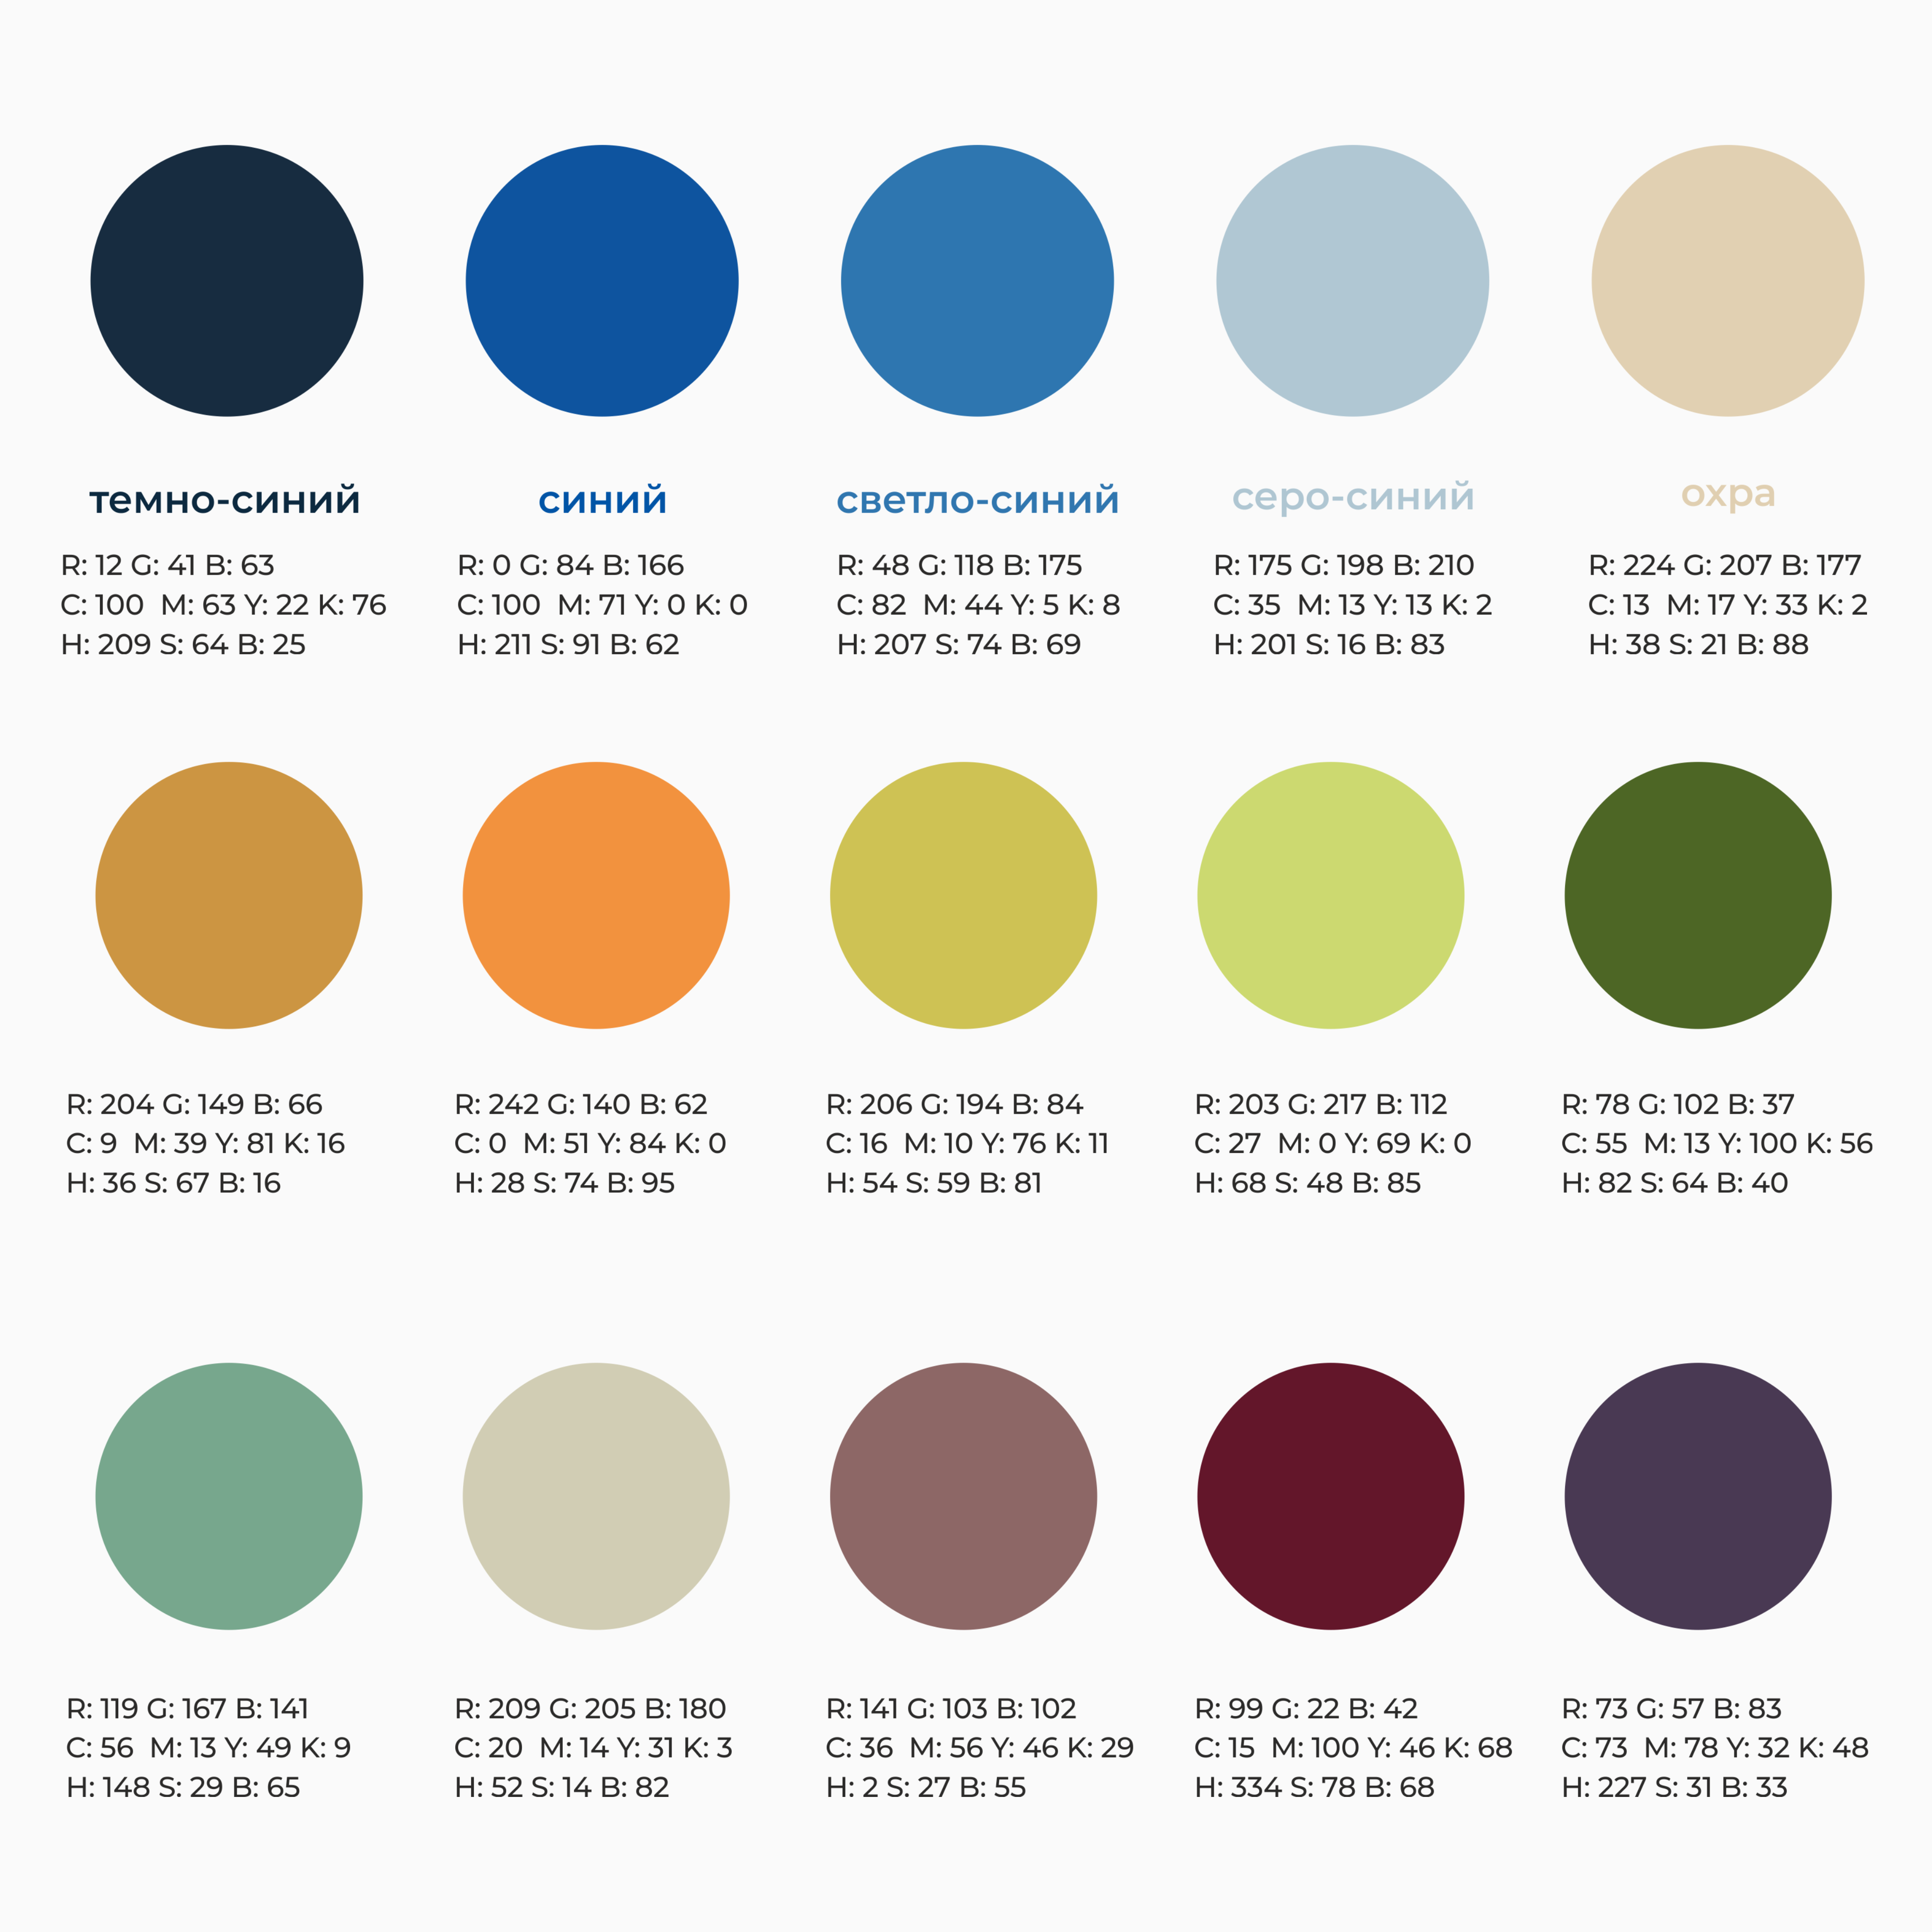 темно-синий
R: 12 G: 41 B: 63
C: 100 M: 63 Y: 22 K: 76
H: 209 S: 64 B: 25
синий
R: 0 G: 84 B: 166
C: 100 M: 71 Y: 0 K: 0
H: 211 S: 91 B: 62
светло-синий
R: 48 G: 118 B: 175
C: 82 M: 44 Y: 5 K: 8
H: 207 S: 74 B: 69
серо-синий
R: 175 G: 198 B: 210
C: 35 M: 13 Y: 13 K: 2
H: 201 S: 16 B: 83
охра
R: 224 G: 207 B: 177
C: 13 M: 17 Y: 33 K: 2
H: 38 S: 21 B: 88
R: 204 G: 149 B: 66
C: 9 M: 39 Y: 81 K: 16
H: 36 S: 67 B: 16
R: 242 G: 140 B: 62
C: 0 M: 51 Y: 84 K: 0
H: 28 S: 74 B: 95
R: 206 G: 194 B: 84
C: 16 M: 10 Y: 76 K: 11
H: 54 S: 59 B: 81
R: 203 G: 217 B: 112
C: 27 M: 0 Y: 69 K: 0
H: 68 S: 48 B: 85
R: 78 G: 102 B: 37
C: 55 M: 13 Y: 100 K: 56
H: 82 S: 64 B: 40
R: 119 G: 167 B: 141
C: 56 M: 13 Y: 49 K: 9
H: 148 S: 29 B: 65
R: 209 G: 205 B: 180
C: 20 M: 14 Y: 31 K: 3
H: 52 S: 14 B: 82
R: 141 G: 103 B: 102
C: 36 M: 56 Y: 46 K: 29
H: 2 S: 27 B: 55
R: 99 G: 22 B: 42
C: 15 M: 100 Y: 46 K: 68
H: 334 S: 78 B: 68
R: 73 G: 57 B: 83
C: 73 M: 78 Y: 32 K: 48
H: 227 S: 31 B: 33